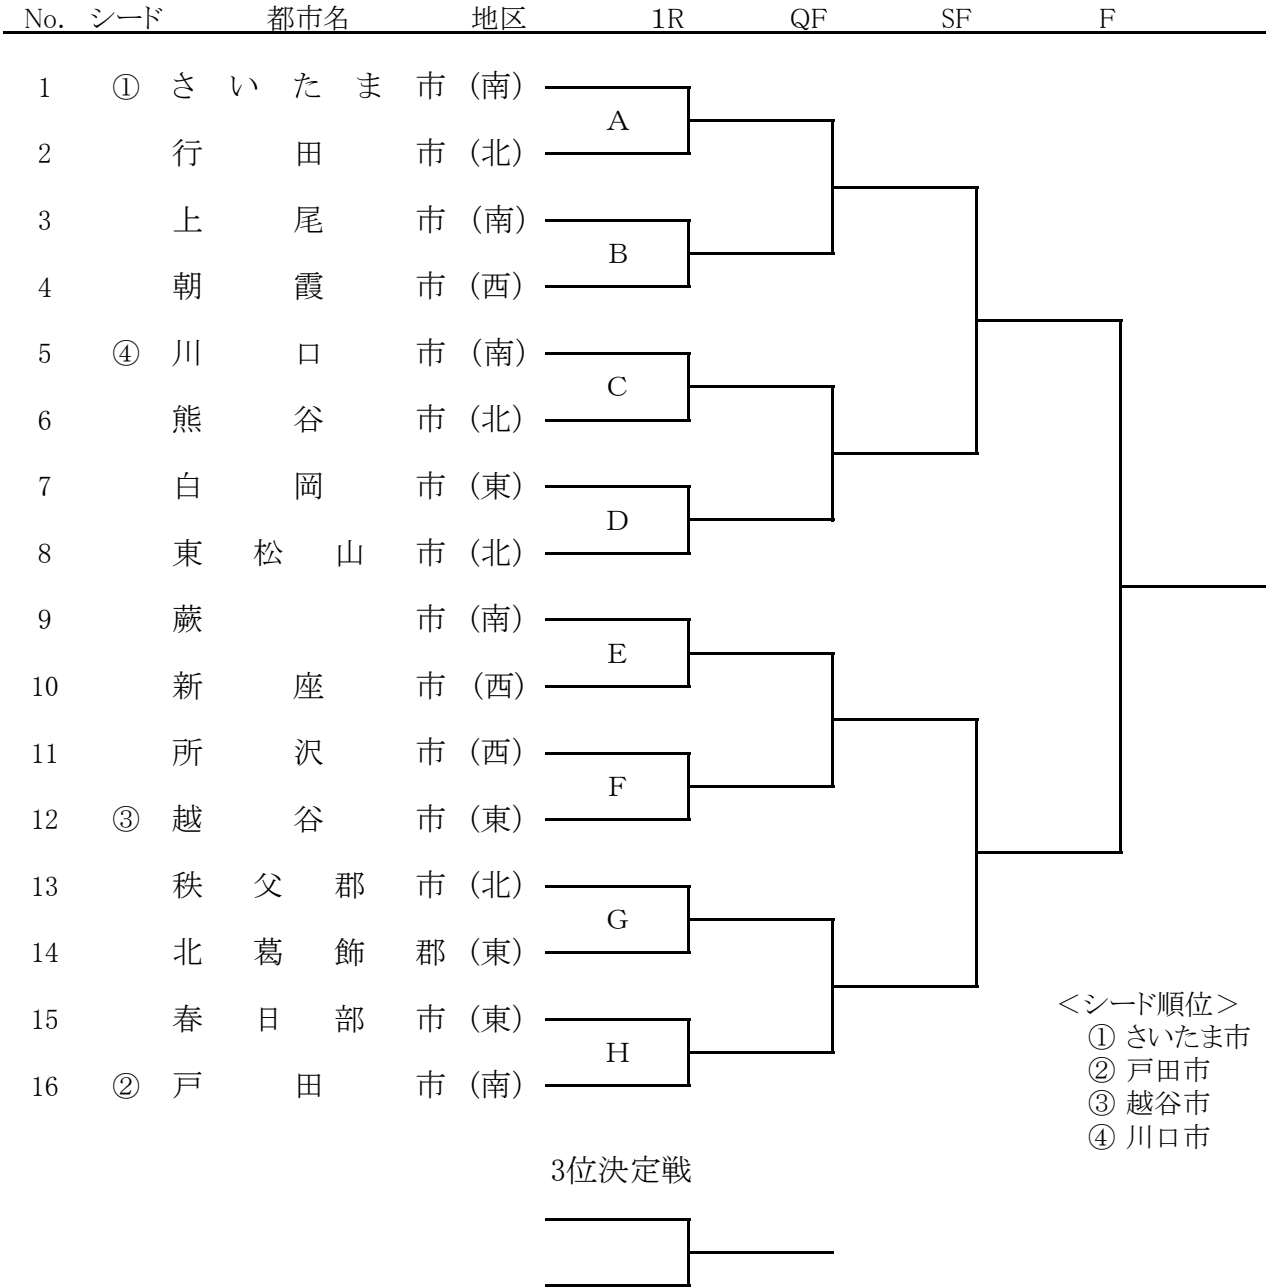 No. シード 都市名 地区 1R QF SF F
1 ① さいたま市 (南)
A
2 行田市 (北)
3 上尾市 (南)
B
4 朝霞市 (西)
5 ④ 川口市 (南)
C
6 熊谷市 (北)
7 白岡市 (東)
D
8 東松山市 (北)
9 蕨市 (南)
E
10 新座市 (西)
11 所沢市 (西)
F
12 ③ 越谷市 (東)
13 秩父郡市 (北)
G
14 北葛飾郡 (東)
15 春日部市 (東)
H
16 ② 戸田市 (南)
＜シード順位＞
① さいたま市
② 戸田市
③ 越谷市
④ 川口市
3位決定戦